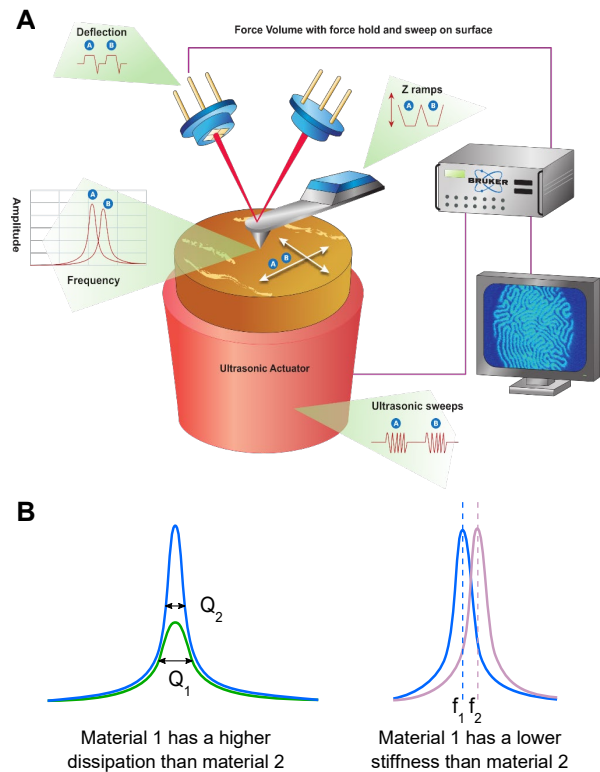 A
Force Volume with force hold and sweep on surface
Deflection
A B
Z ramps
A B
BRUKER
Amplitude
A
B
Frequency
A B
Ultrasonic Actuator
Ultrasonic sweeps
A B
B
Q2
Q1
f1 f2
Material 1 has a higher
dissipation than material 2
Material 1 has a lower
stiffness than material 2